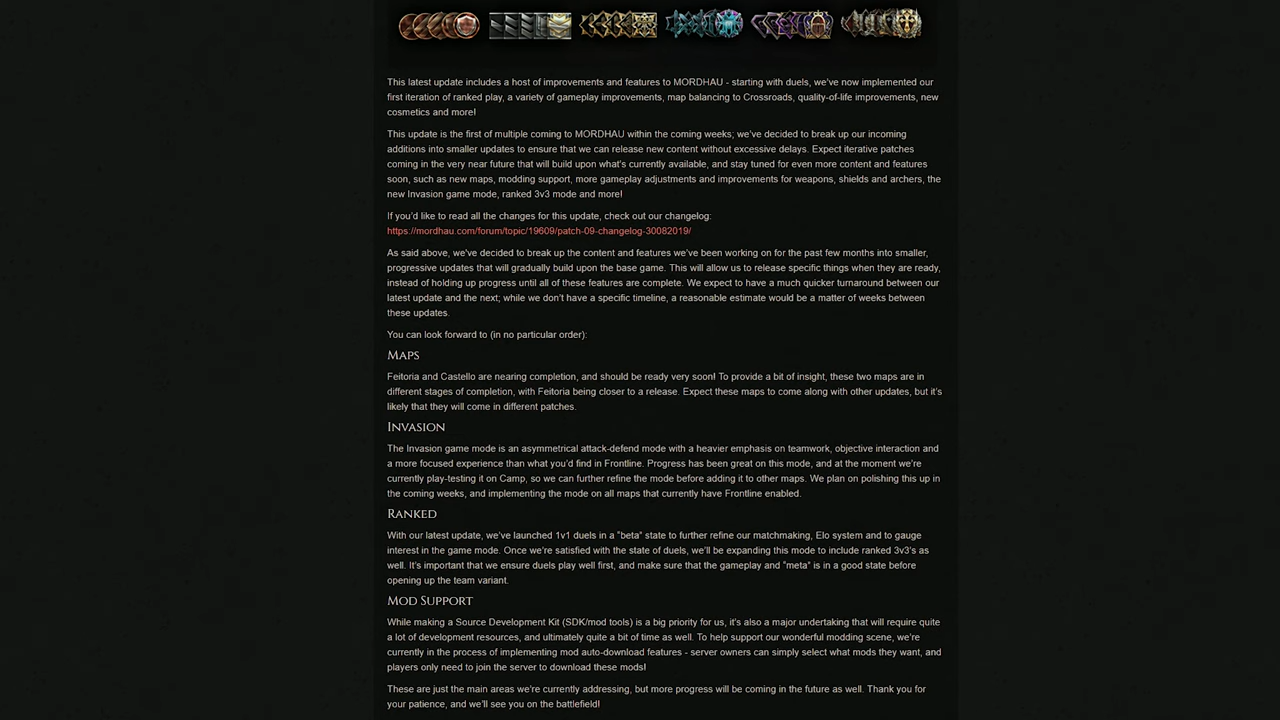 This latest update includes a host of improvements and features to MORDHAU - starting with duels, we've now implemented our
first iteration of ranked play, a variety of gameplay improvements, map balancing to Crossroads, quality-of-life improvements, new
cosmetics and more!
This update is the first of multiple coming to MORDHAU within the coming weeks; we've decided to break up our incoming
additions into smaller updates to ensure that we can release new content without excessive delays. Expect iterative patches
coming in the very near future that will build upon what's currently available, and stay tuned for even more content and features
soon, such as new maps, modding support, more gameplay adjustments and improvements for weapons, shields and archers, the
new Invasion game mode, ranked 3v3 mode and more!
If you'd like to read all the changes for this update, check out our changelog:
https://mordhau.com/forum/topic/19609/patch-09-changelog-30082019/
As said above, we've decided to break up the content and features we've been working on for the past few months into smaller,
progressive updates that will gradually build upon the base game. This will allow us to release specific things when they are ready,
instead of holding up progress until all of these features are complete. We expect to have a much quicker turnaround between our
latest update and the next; while we don't have a specific timeline, a reasonable estimate would be a matter of weeks between
these updates.
You can look forward to (in no particular order):
Maps
Feitoria and Castello are nearing completion, and should be ready very soon! To provide a bit of insight, these two maps are in
different stages of completion, with Feitoria being closer to a release. Expect these maps to come along with other updates, but it's
likely that they will come in different patches.
Invasion
The Invasion game mode is an asymmetrical attack-defend mode with a heavier emphasis on teamwork, objective interaction and
a more focused experience than what you'd find in Frontline. Progress has been great on this mode, and at the moment we're
currently play-testing it on Camp, so we can further refine the mode before adding it to other maps. We plan on polishing this up in
the coming weeks, and implementing the mode on all maps that currently have Frontline enabled.
Ranked
With our latest update, we've launched 1v1 duels in a "beta" state to further refine our matchmaking, Elo system and to gauge
interest in the game mode. Once we're satisfied with the state of duels, we'll be expanding this mode to include ranked 3v3's as
well. It's important that we ensure duels play well first, and make sure that the gameplay and "meta" is in a good state before
opening up the team variant.
Mod Support
While making a Source Development Kit (SDK/mod tools) is a big priority for us, it's also a major undertaking that will require quite
a lot of development resources, and ultimately quite a bit of time as well. To help support our wonderful modding scene, we're
currently in the process of implementing mod auto-download features - server owners can simply select what mods they want, and
players only need to join the server to download these mods!
These are just the main areas we're currently addressing, but more progress will be coming in the future as well. Thank you for
your patience, and we'll see you on the battlefield!